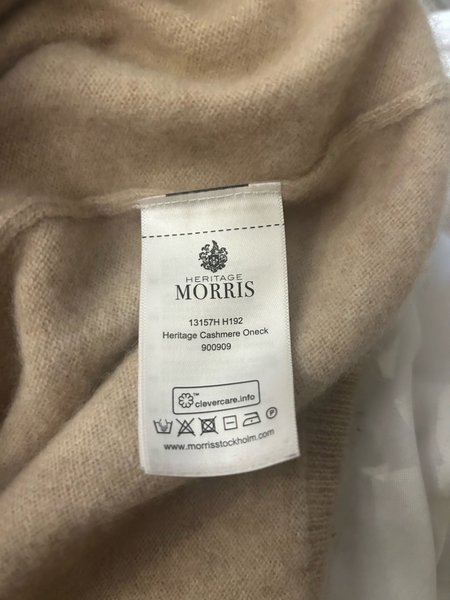 HERITAGE
MORRIS
13157H H192
Heritage Cashmere Oneck
900909
clevercare.info
P
www.morrisstockholm.com